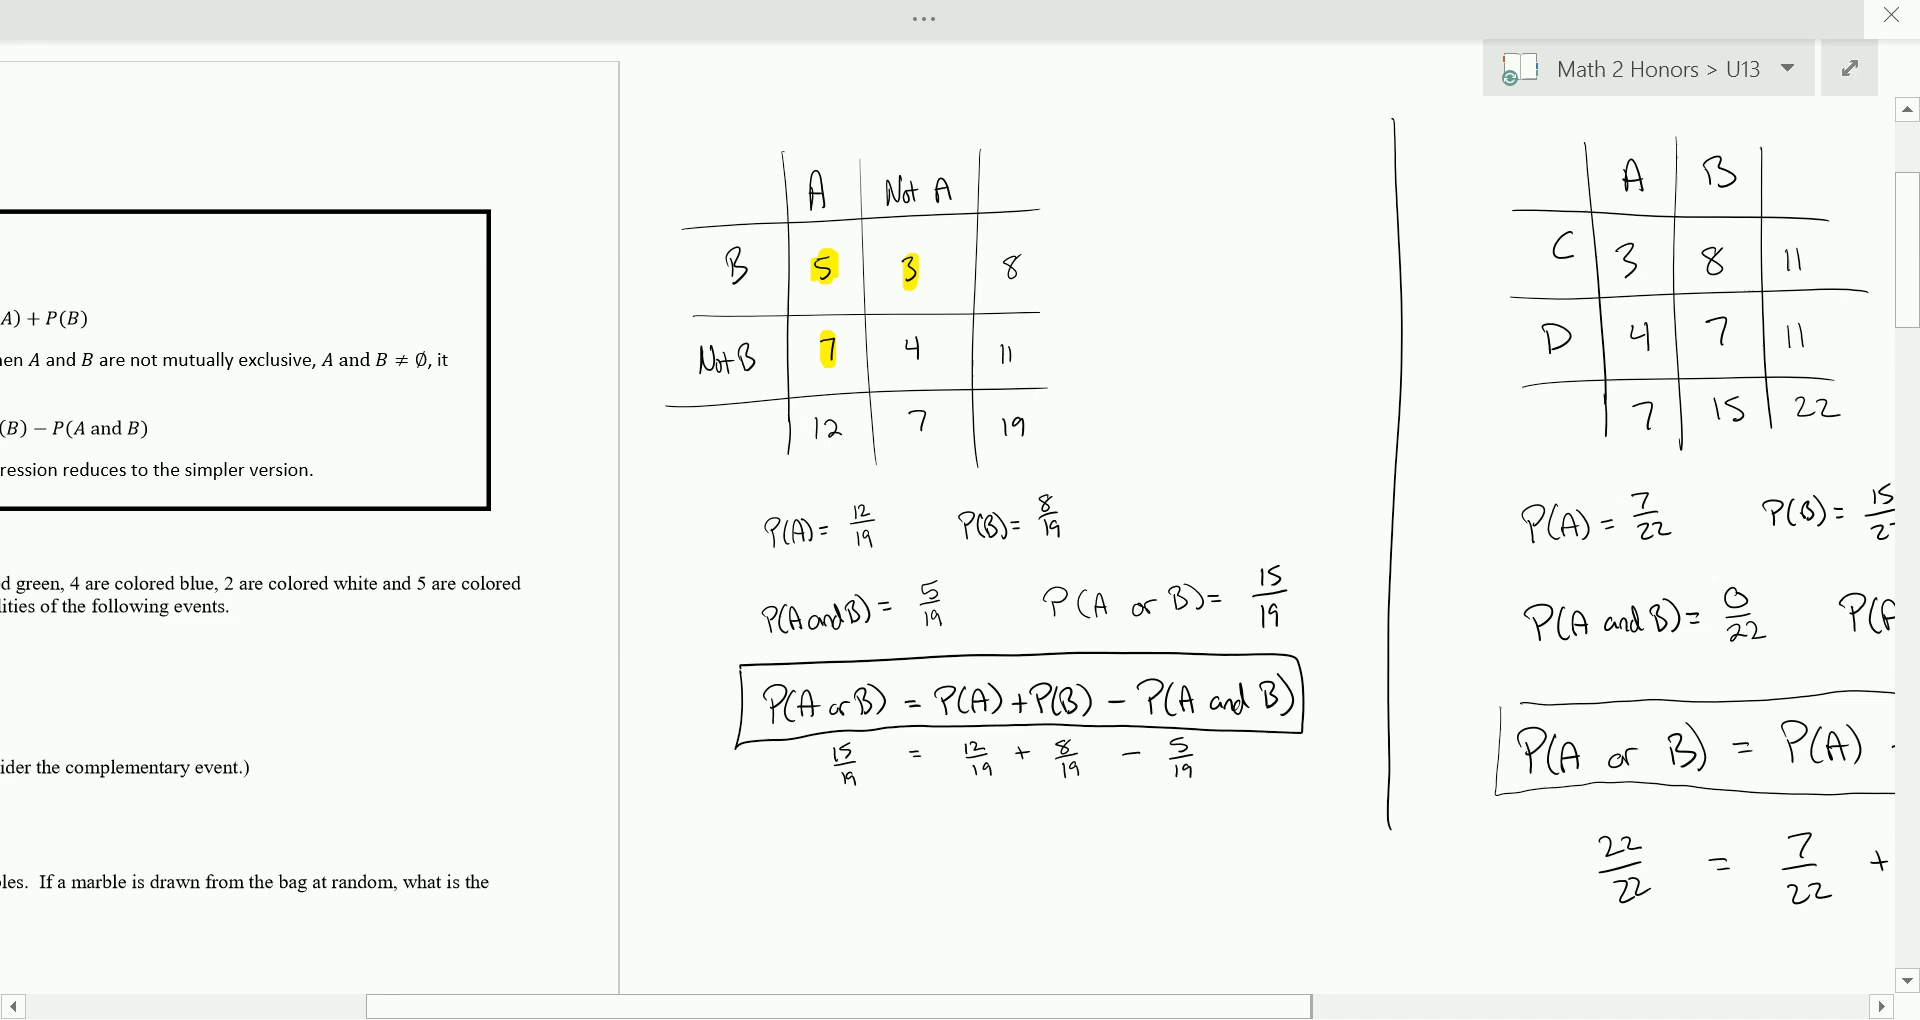 Math 2 Honors > U13
A) + P(B)
en A and B are not mutually exclusive, A and B ≠ ∅, it
(B) − P(A and B)
ression reduces to the simpler version.
d green, 4 are colored blue, 2 are colored white and 5 are colored
lities of the following events.
ider the complementary event.)
les. If a marble is drawn from the bag at random, what is the
A Not A
B 5 3 8
Not B 7 4 11
12 7 19
P(A) = 12/19 P(B) = 8/19
P(A and B) = 5/19 P(A or B) = 15/19
P(A or B) = P(A) + P(B) − P(A and B)
15/19 = 12/19 + 8/19 − 5/19
A B
C 3 8 11
D 4 7 11
7 15 22
P(A) = 7/22 P(B) = 15/2
P(A and B) = 0/22 P(A
P(A or B) = P(A)
22/22 = 7/22 +